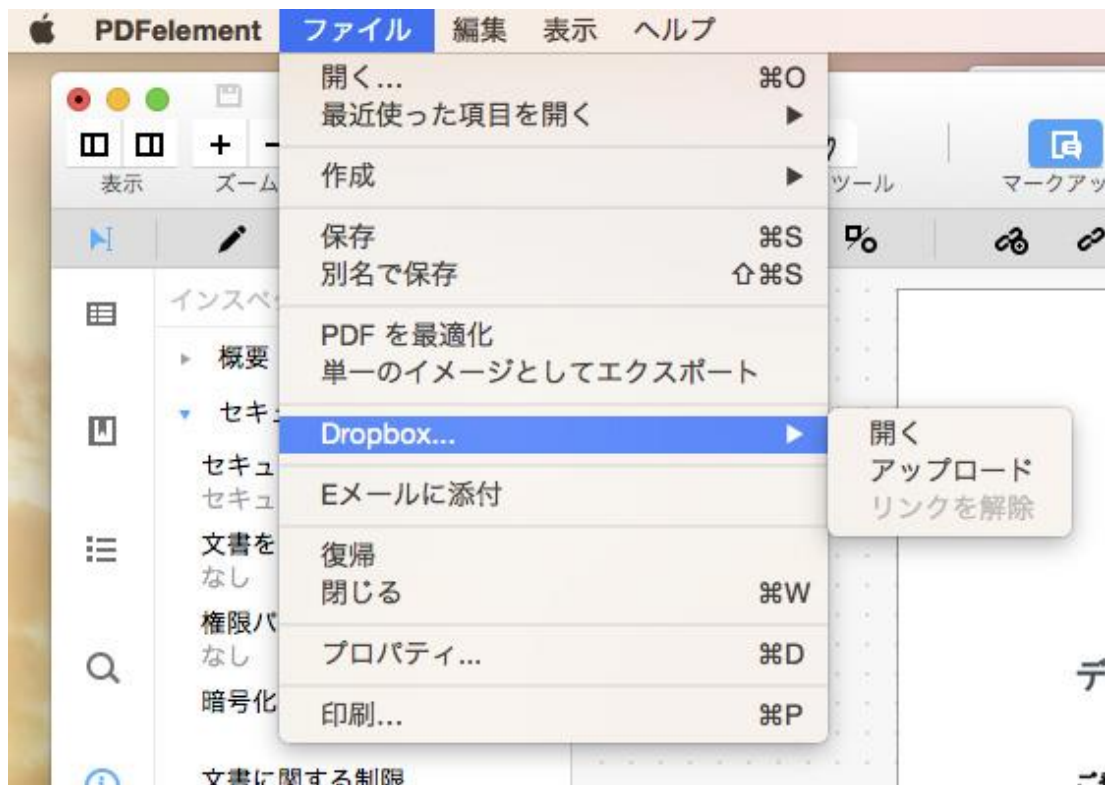 PDFelement ファイル 編集 表示 ヘルプ
開く... ⌘O
最近使った項目を開く ▶
作成 ▶
保存 ⌘S
別名で保存 ⇧⌘S
PDF を最適化
単一のイメージとしてエクスポート
Dropbox... ▶
Eメールに添付
復帰
閉じる ⌘W
プロパティ... ⌘D
印刷... ⌘P
開く
アップロード
リンクを解除
表示 ズーム ツール マークアッ
インスペ
概要
セキュ
セキュ
セキュ
文書を
なし
権限パ
なし
暗号化
文書に関する制限
デ